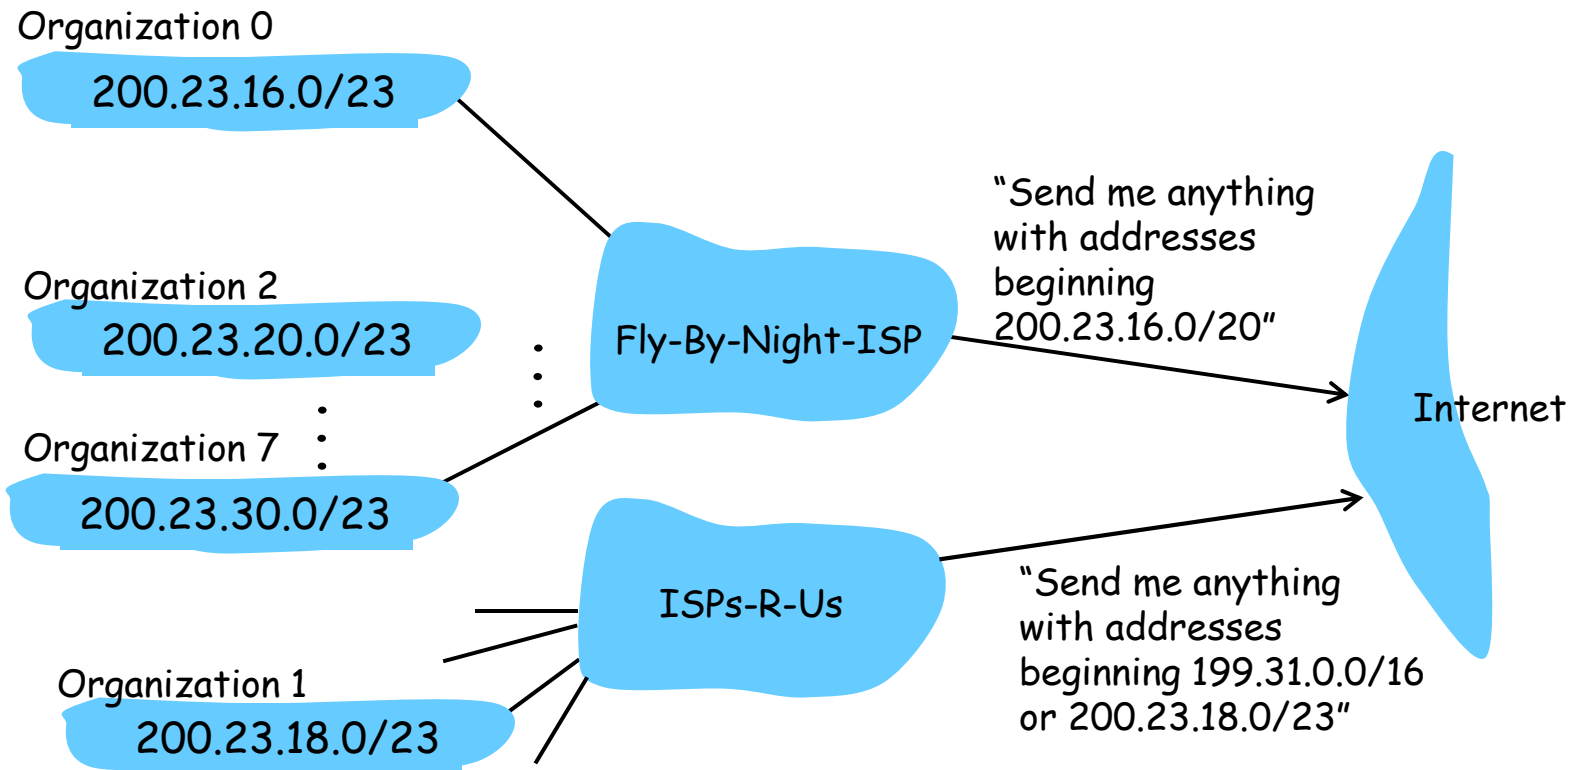 Organization 0
200.23.16.0/23
Organization 2
200.23.20.0/23
Organization 7
200.23.30.0/23
Fly-By-Night-ISP
“Send me anything
with addresses
beginning
200.23.16.0/20”
Internet
ISPs-R-Us
“Send me anything
with addresses
beginning 199.31.0.0/16
or 200.23.18.0/23”
Organization 1
200.23.18.0/23